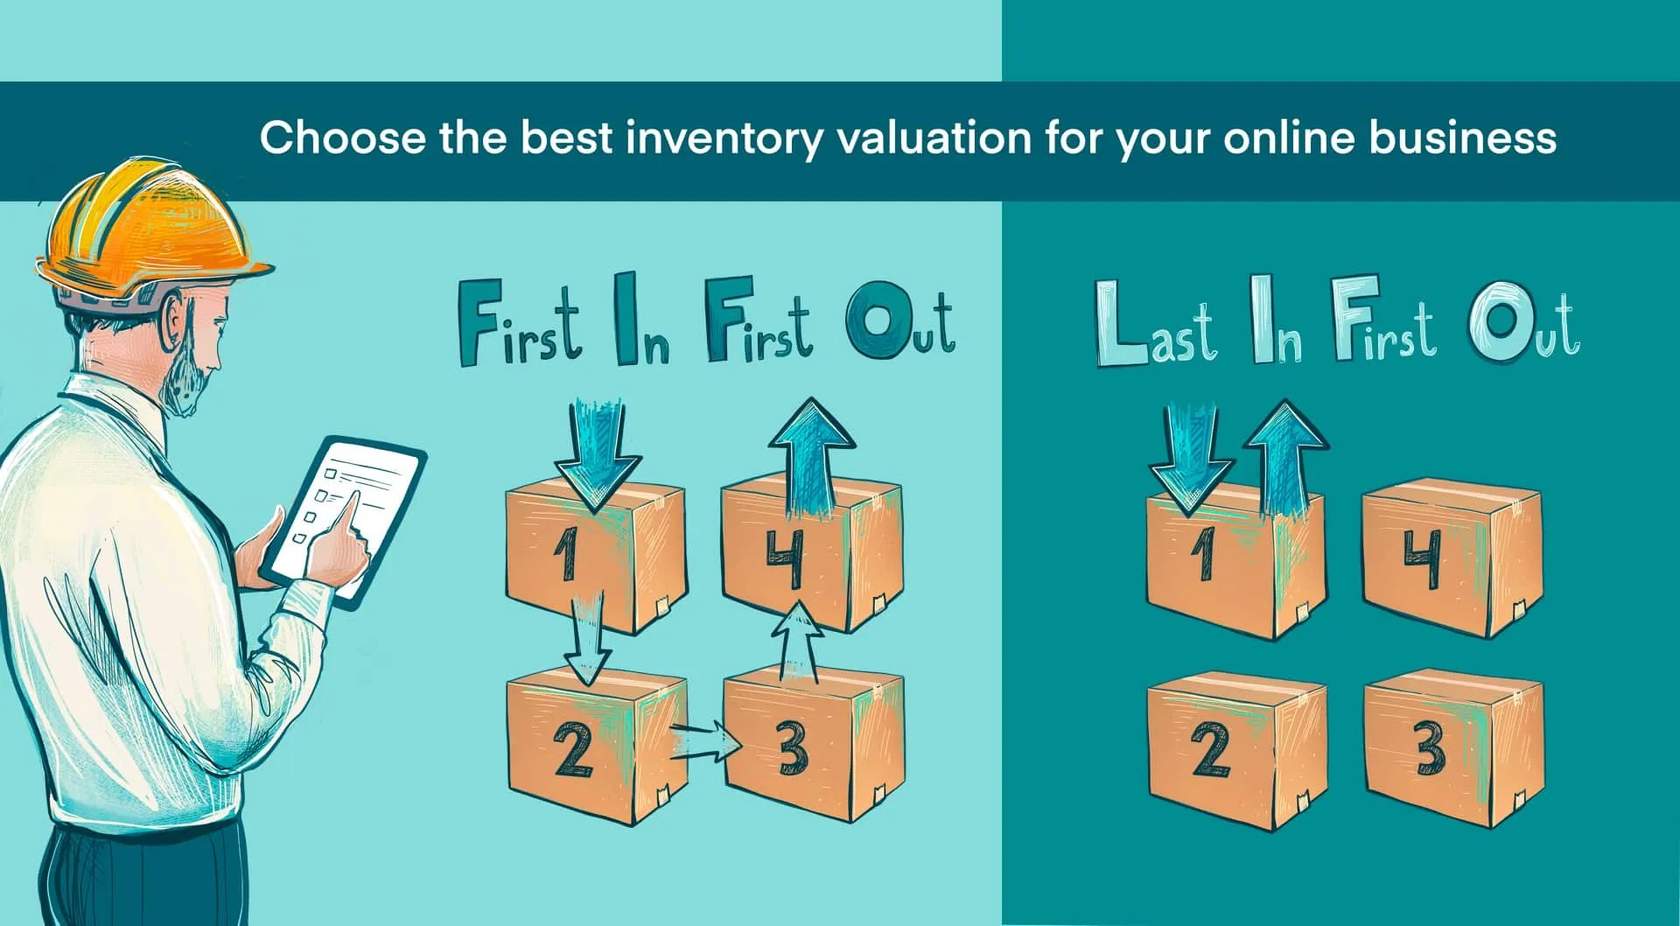 Choose the best inventory valuation for your online business
First In First Out
Last In First Out
1
4
1
4
2
3
2
3